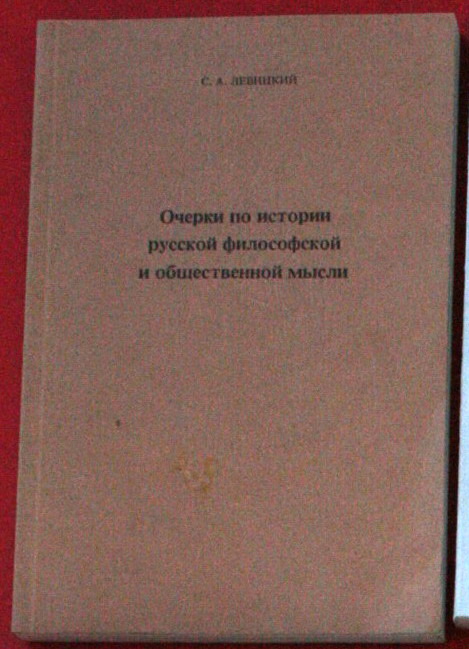 С. А. ЛЕВИЦКИЙ
Очерки по истории
русской философской
и общественной мысли